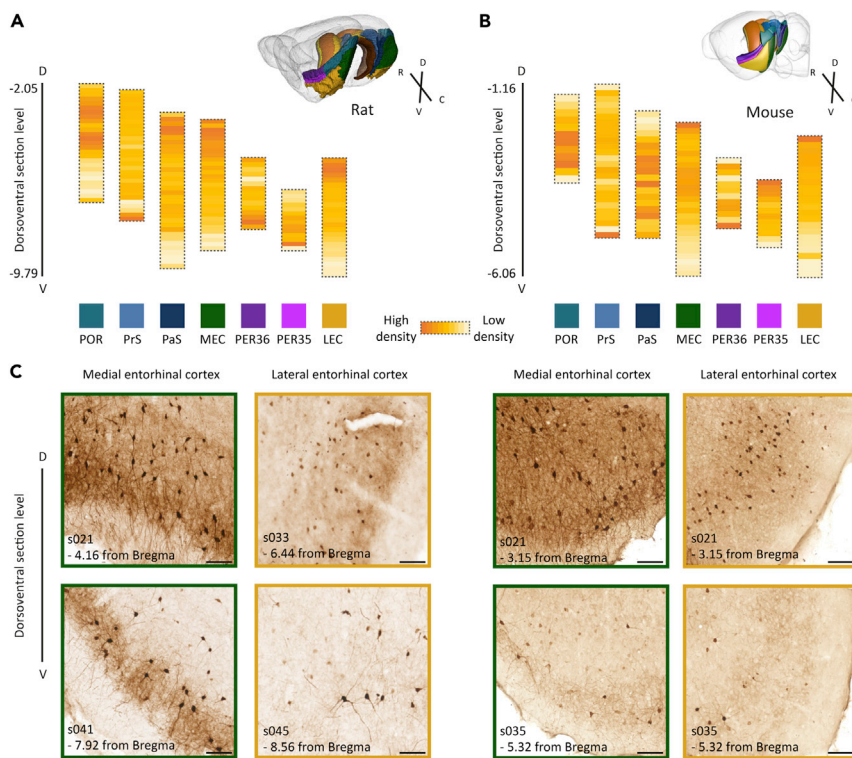 A
D
-2.05
Dorsoventral section level
-9.79
V
Rat
D
R
V
C
POR
PrS
PaS
MEC
PER36
PER35
LEC
High
density
Low
density
B
D
-1.16
Dorsoventral section level
-6.06
V
Mouse
D
R
V
POR
PrS
PaS
MEC
PER36
PER35
LEC
C
Medial entorhinal cortex
Lateral entorhinal cortex
Medial entorhinal cortex
Lateral entorhinal cortex
D
Dorsoventral section level
V
s021
- 4.16 from Bregma
s033
- 6.44 from Bregma
s021
- 3.15 from Bregma
s021
- 3.15 from Bregma
s041
- 7.92 from Bregma
s045
- 8.56 from Bregma
s035
- 5.32 from Bregma
s035
- 5.32 from Bregma